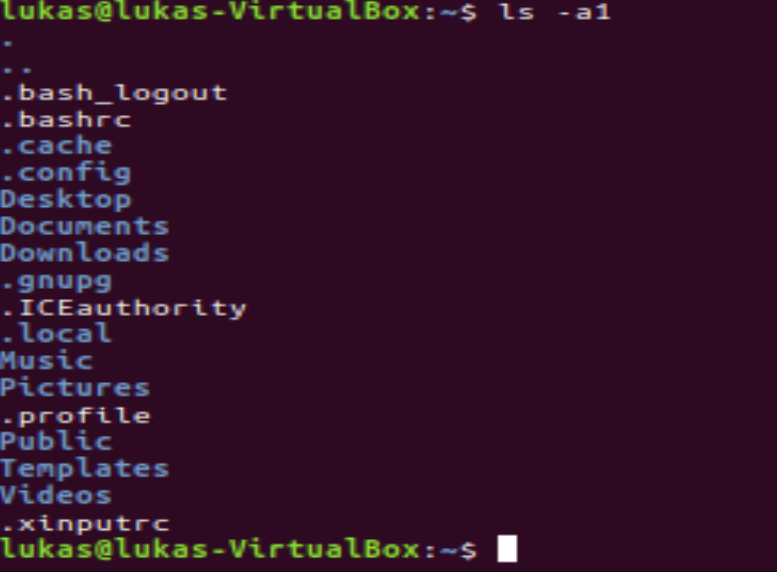 lukas@lukas-VirtualBox:~$ ls -a1
.
..
.bash_logout
.bashrc
.cache
.config
Desktop
Documents
Downloads
.gnupg
.ICEauthority
.local
Music
Pictures
.profile
Public
Templates
Videos
.xinputrc
lukas@lukas-VirtualBox:~$